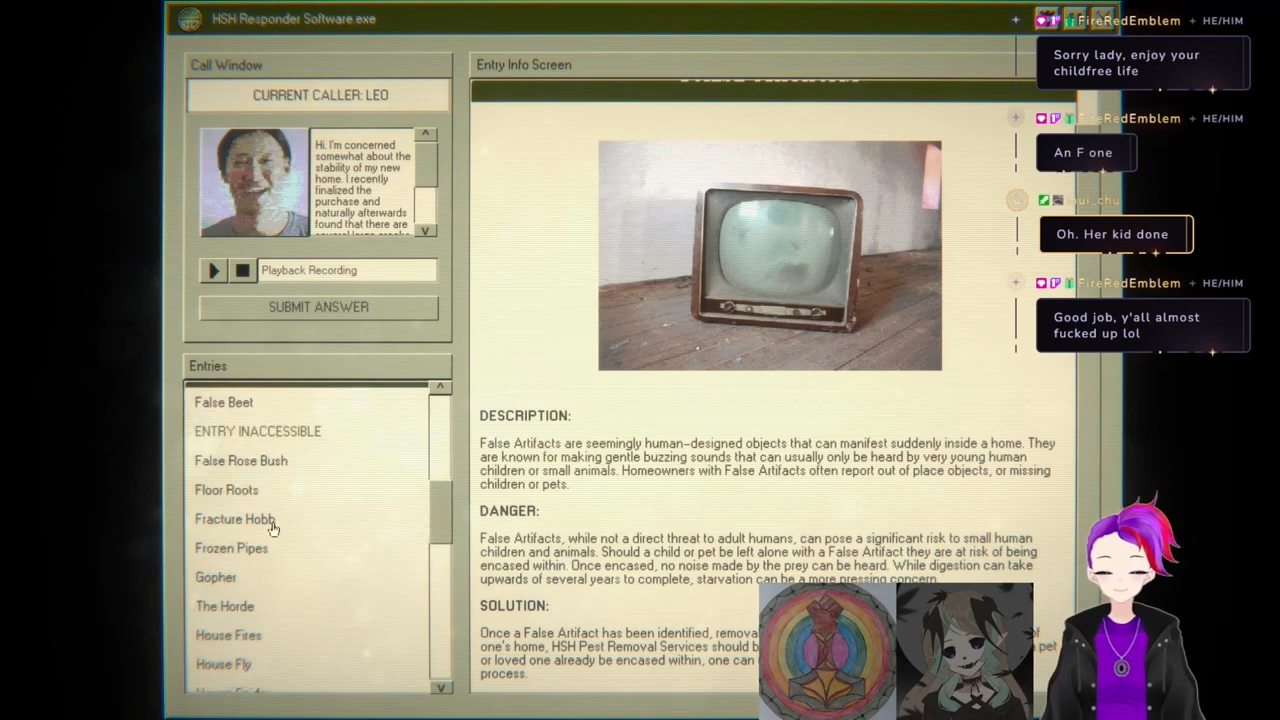 HSH Responder Software.exe
Call Window
CURRENT CALLER: LEO
Hi. I'm concerned
somewhat about the
stability of my new
home. I recently
finalized the
purchase and
naturally afterwards
found that there are
Playback Recording
SUBMIT ANSWER
Entries
False Beet
ENTRY INACCESSIBLE
False Rose Bush
Floor Roots
Fracture Hobb
Frozen Pipes
Gopher
The Horde
House Fires
House Fly
Entry Info Screen
DESCRIPTION:
False Artifacts are seemingly human-designed objects that can manifest suddenly inside a home. They
are known for making gentle buzzing sounds that can usually only be heard by very young human
children or small animals. Homeowners with False Artifacts often report out of place objects, or missing
children or pets.
DANGER:
False Artifacts, while not a direct threat to adult humans, can pose a significant risk to small human
children and animals. Should a child or pet be left alone with a False Artifact they are at risk of being
encased within. Once encased, no noise made by the prey can be heard. While digestion can take
upwards of several years to complete, starvation can be a more pressing concern.
SOLUTION:
Once a False Artifact has been identified, remova of
one's home, HSH Pest Removal Services should b pet
or loved one already be encased within, one can
process.
FireRedEmblem + HE/HIM
Sorry lady, enjoy your
childfree life
FireRedEmblem + HE/HIM
An F one
Oh. Her kid done
FireRedEmblem + HE/HIM
Good job, y'all almost
fucked up lol